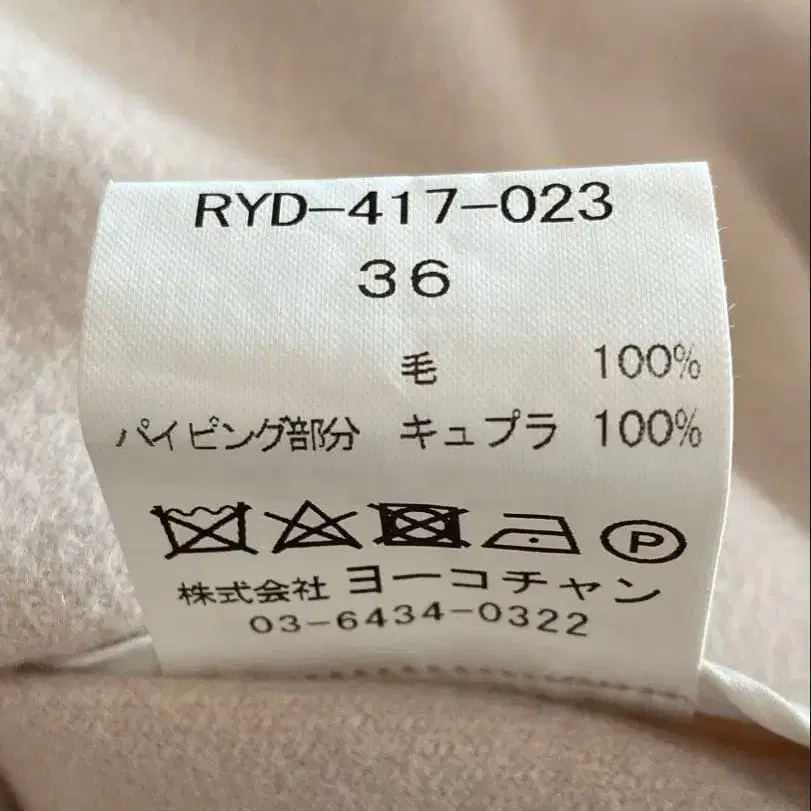 RYD-417-023
36
毛 100%
パイピング部分 キュプラ 100%
P
株式会社 ヨーコチャン
03-6434-0322